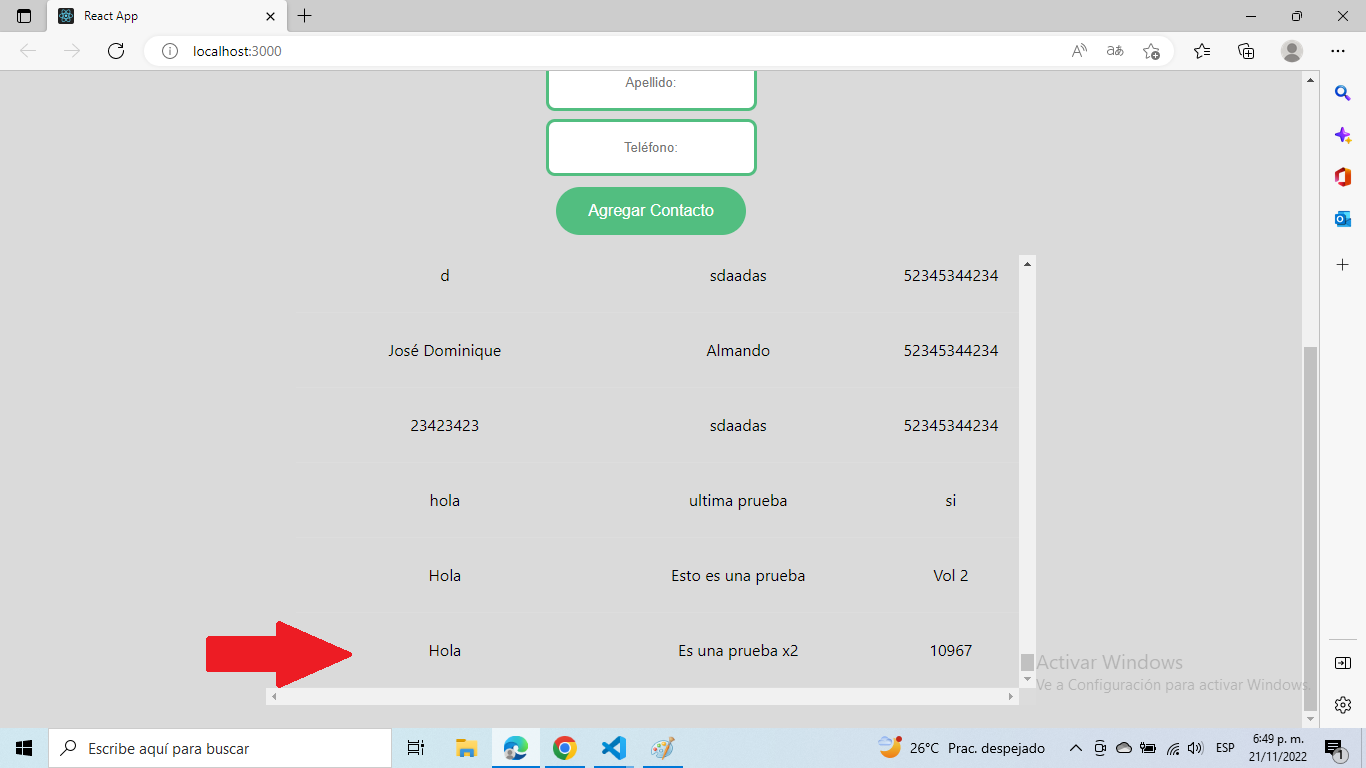 React App
localhost:3000
Apellido:
Teléfono:
Agregar Contacto
d sdaadas 52345344234
José Dominique Almando 52345344234
23423423 sdaadas 52345344234
hola ultima prueba si
Hola Esto es una prueba Vol 2
Hola Es una prueba x2 10967
Activar Windows
Ve a Configuración para activar Windows.
Escribe aquí para buscar
26°C Prac. despejado
ESP
6:49 p. m.
21/11/2022
1